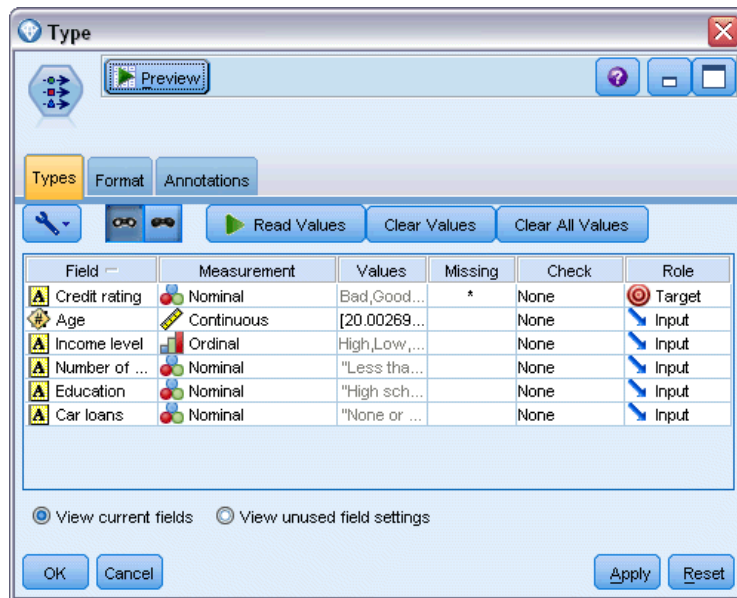 Type
Preview
Types Format Annotations
Read Values Clear Values Clear All Values
Field Measurement Values Missing Check Role
A Credit rating Nominal Bad,Good... * None Target
# Age Continuous [20.00269... None Input
A Income level Ordinal High,Low,... None Input
A Number of ... Nominal "Less tha... None Input
A Education Nominal "High sch... None Input
A Car loans Nominal "None or ... None Input
View current fields View unused field settings
OK Cancel Apply Reset